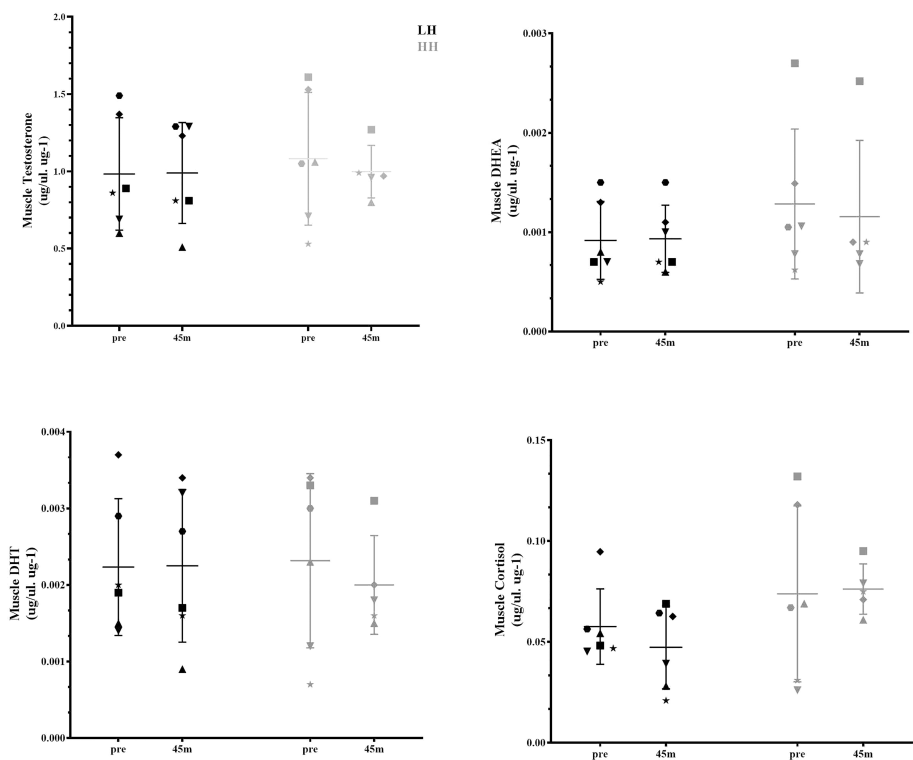 LH
HH
Muscle Testosterone
(ug/ul. ug-1)
2.0
1.5
1.0
0.5
0.0
pre
45m
pre
45m
Muscle DHEA
(ug/ul. ug-1)
0.003
0.002
0.001
0.000
pre
45m
pre
45m
Muscle DHT
(ug/ul. ug-1)
0.004
0.003
0.002
0.001
0.000
pre
45m
pre
45m
Muscle Cortisol
(ug/ul. ug-1)
0.15
0.10
0.05
0.00
pre
45m
pre
45m